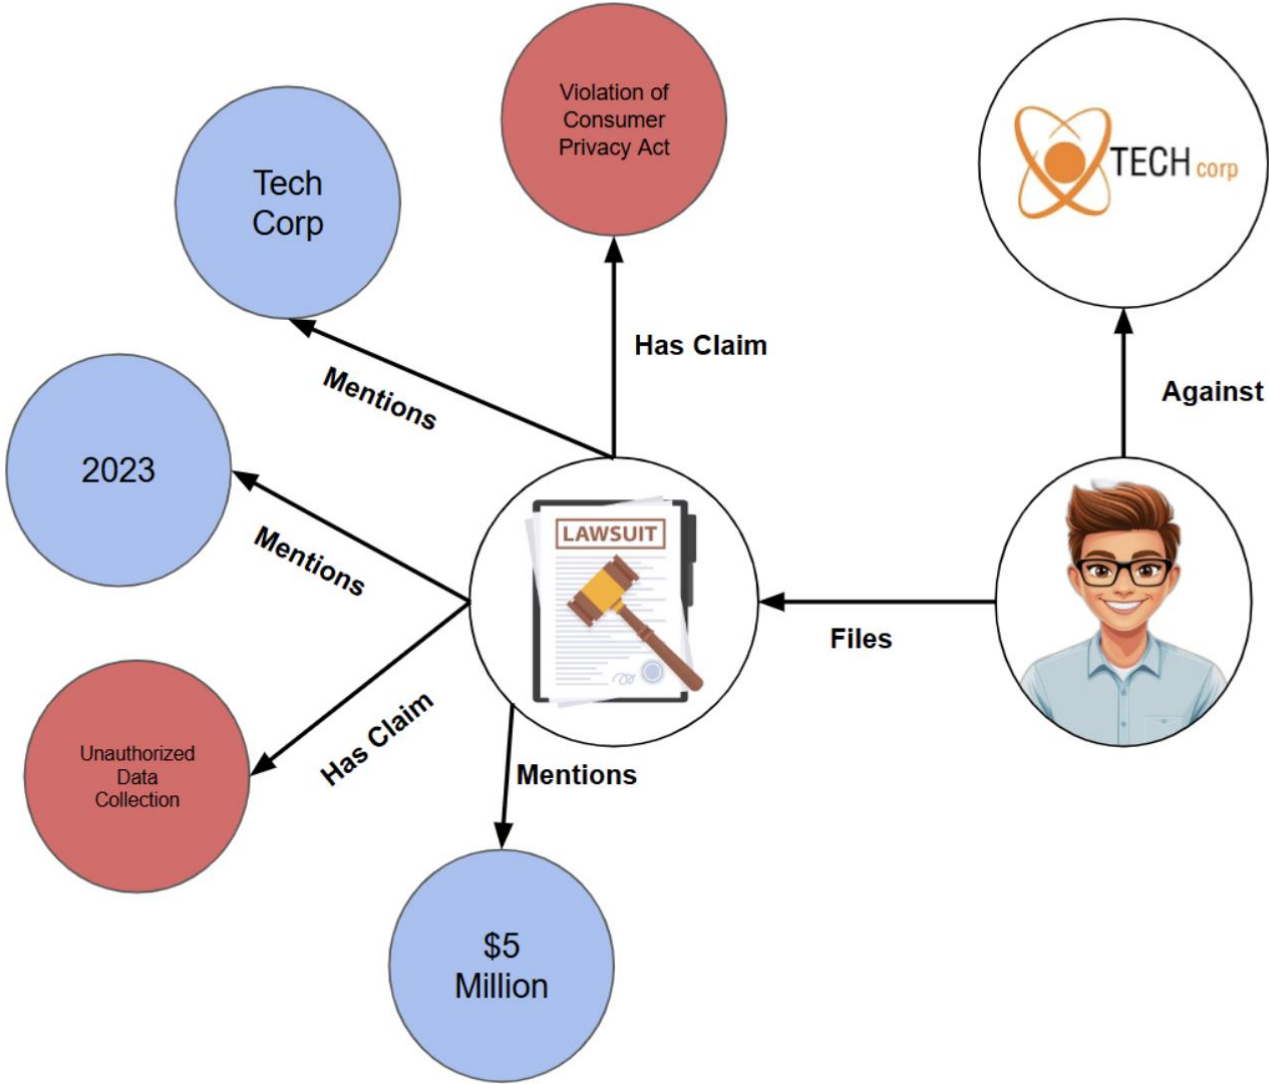 Violation of
Consumer
Privacy Act
TECH corp
Tech
Corp
Has Claim
Mentions
Against
2023
Mentions
LAWSUIT
Files
Has Claim
Unauthorized
Data
Collection
Mentions
$5
Million